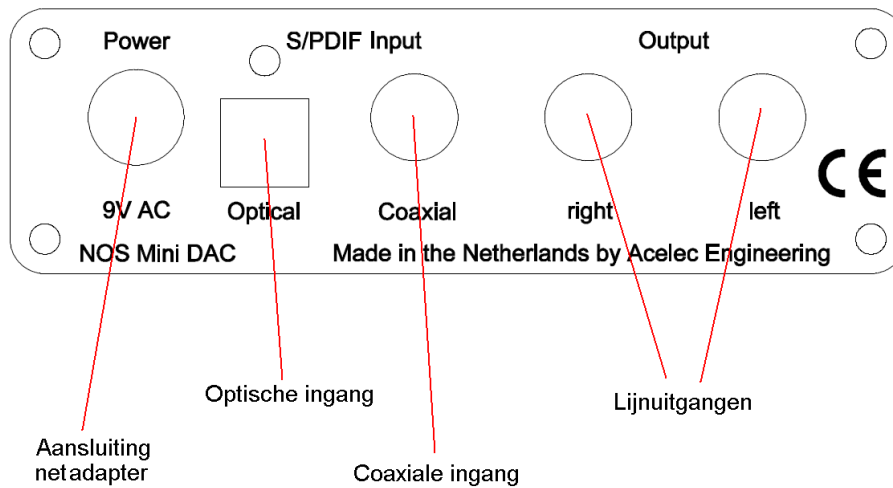 Power S/PDIF Input Output
9V AC Optical Coaxial right left
CE
NOS Mini DAC Made in the Netherlands by Acelec Engineering
Optische ingang
Lijnuitgangen
Aansluiting
netadapter
Coaxiale ingang